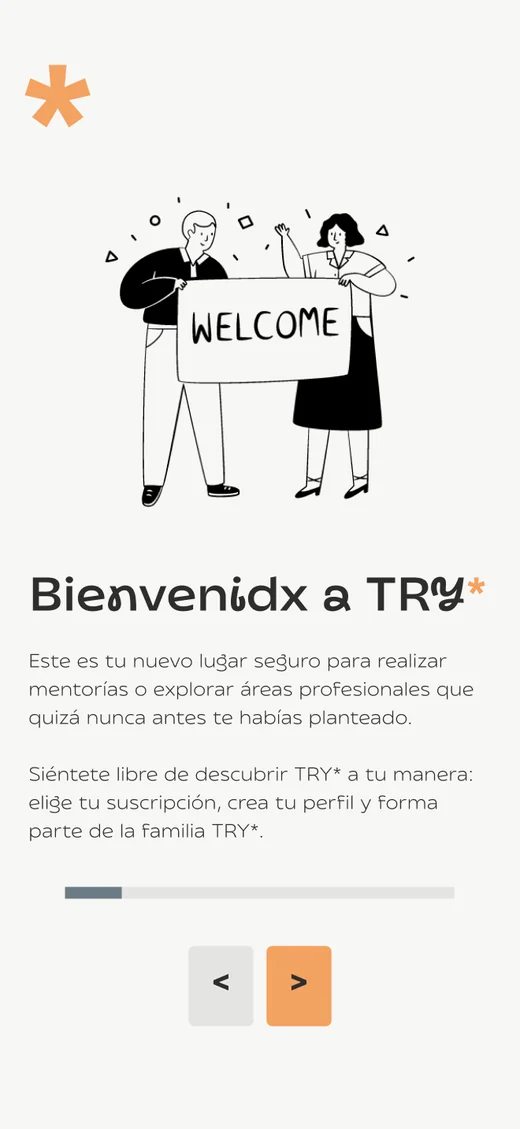 *
WELCOME
Bienvenidx a TRY*
Este es tu nuevo lugar seguro para realizar
mentorías o explorar áreas profesionales que
quizá nunca antes te habías planteado.
Siéntete libre de descubrir TRY* a tu manera:
elige tu suscripción, crea tu perfil y forma
parte de la familia TRY*.
< >